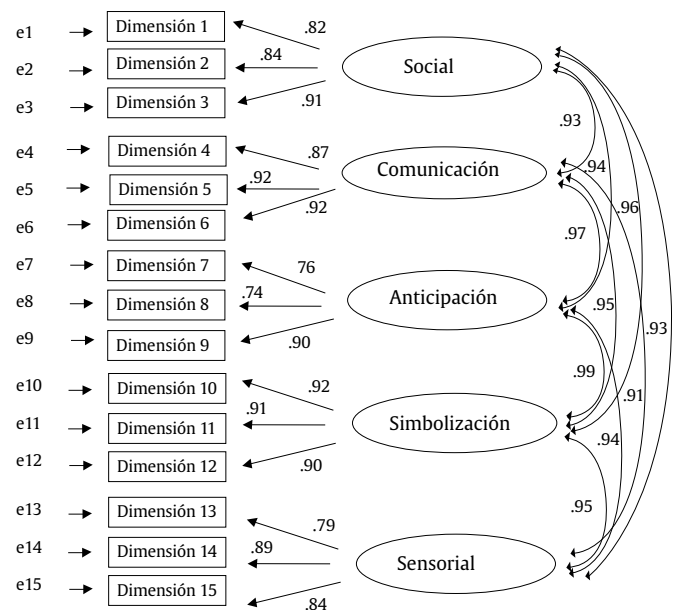 e1 Dimensión 1 .82
e2 Dimensión 2 .84
e3 Dimensión 3 .91
Social
e4 Dimensión 4 .87
e5 Dimensión 5 .92
e6 Dimensión 6 .92
Comunicación
e7 Dimensión 7 76
e8 Dimensión 8 .74
e9 Dimensión 9 .90
Anticipación
e10 Dimensión 10 .92
e11 Dimensión 11 .91
e12 Dimensión 12 .90
Simbolización
e13 Dimensión 13 .79
e14 Dimensión 14 .89
e15 Dimensión 15 .84
Sensorial
.93
.94
.96
.97
.95
.93
.99
.91
.94
.95